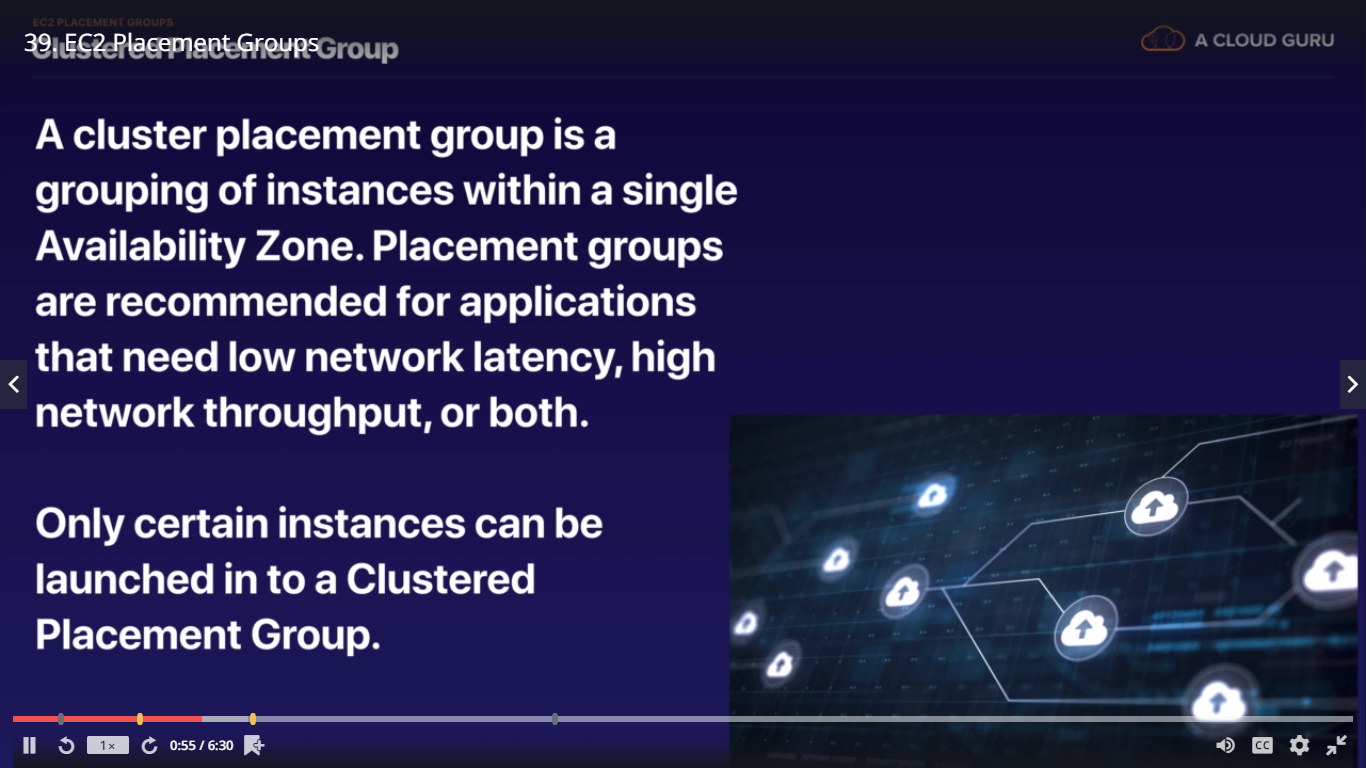 EC2 PLACEMENT GROUPS
39. EC2 Placement Groups
Clustered Placement Group
A CLOUD GURU
A cluster placement group is a
grouping of instances within a single
Availability Zone. Placement groups
are recommended for applications
that need low network latency, high
network throughput, or both.
Only certain instances can be
launched in to a Clustered
Placement Group.
1×
0:55 / 6:30
CC